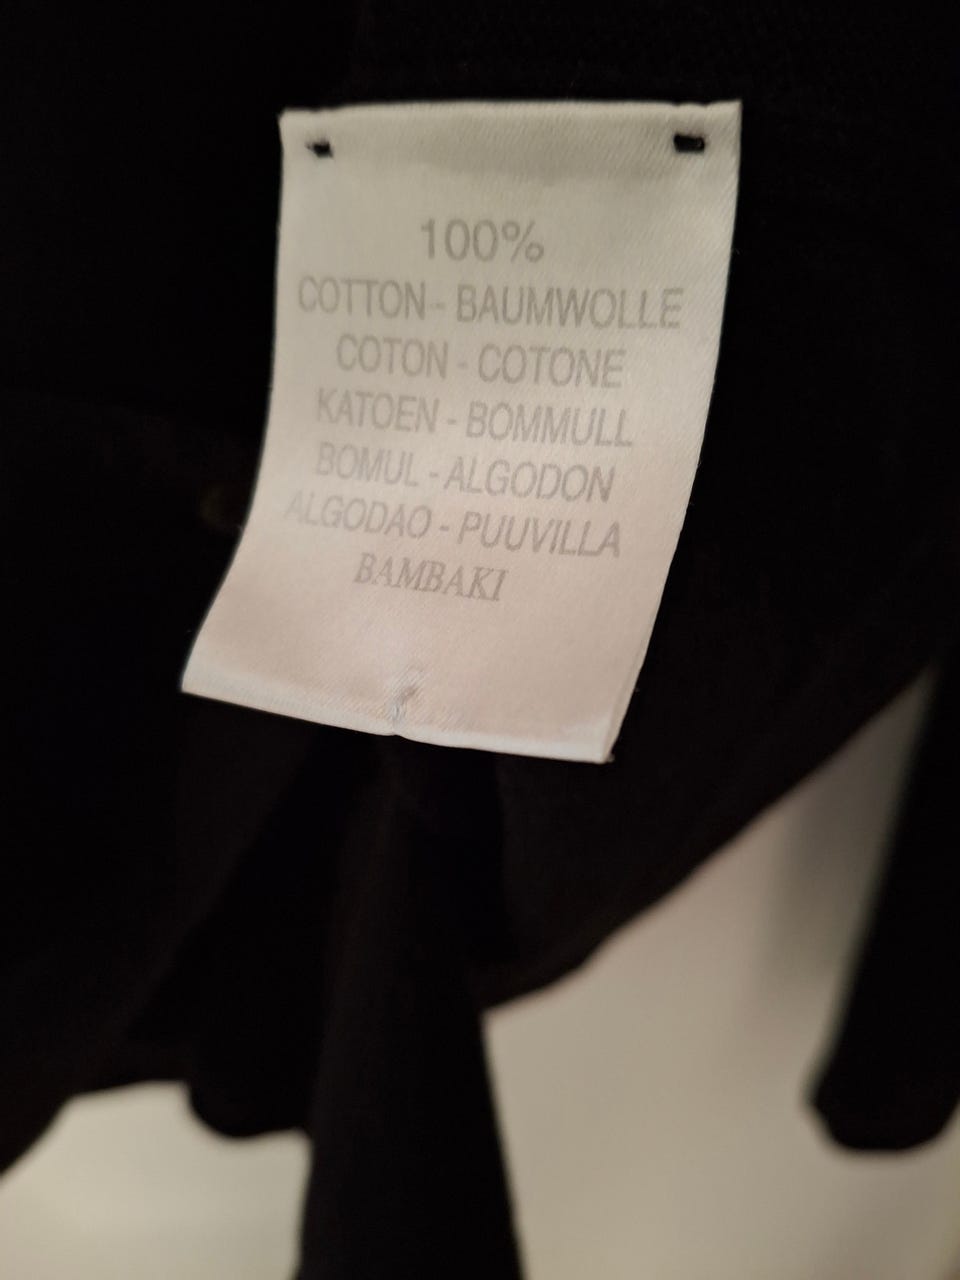 100%
COTTON - BAUMWOLLE
COTON - COTONE
KATOEN - BOMMULL
BOMUL - ALGODON
ALGODAO - PUUVILLA
BAMBAKI